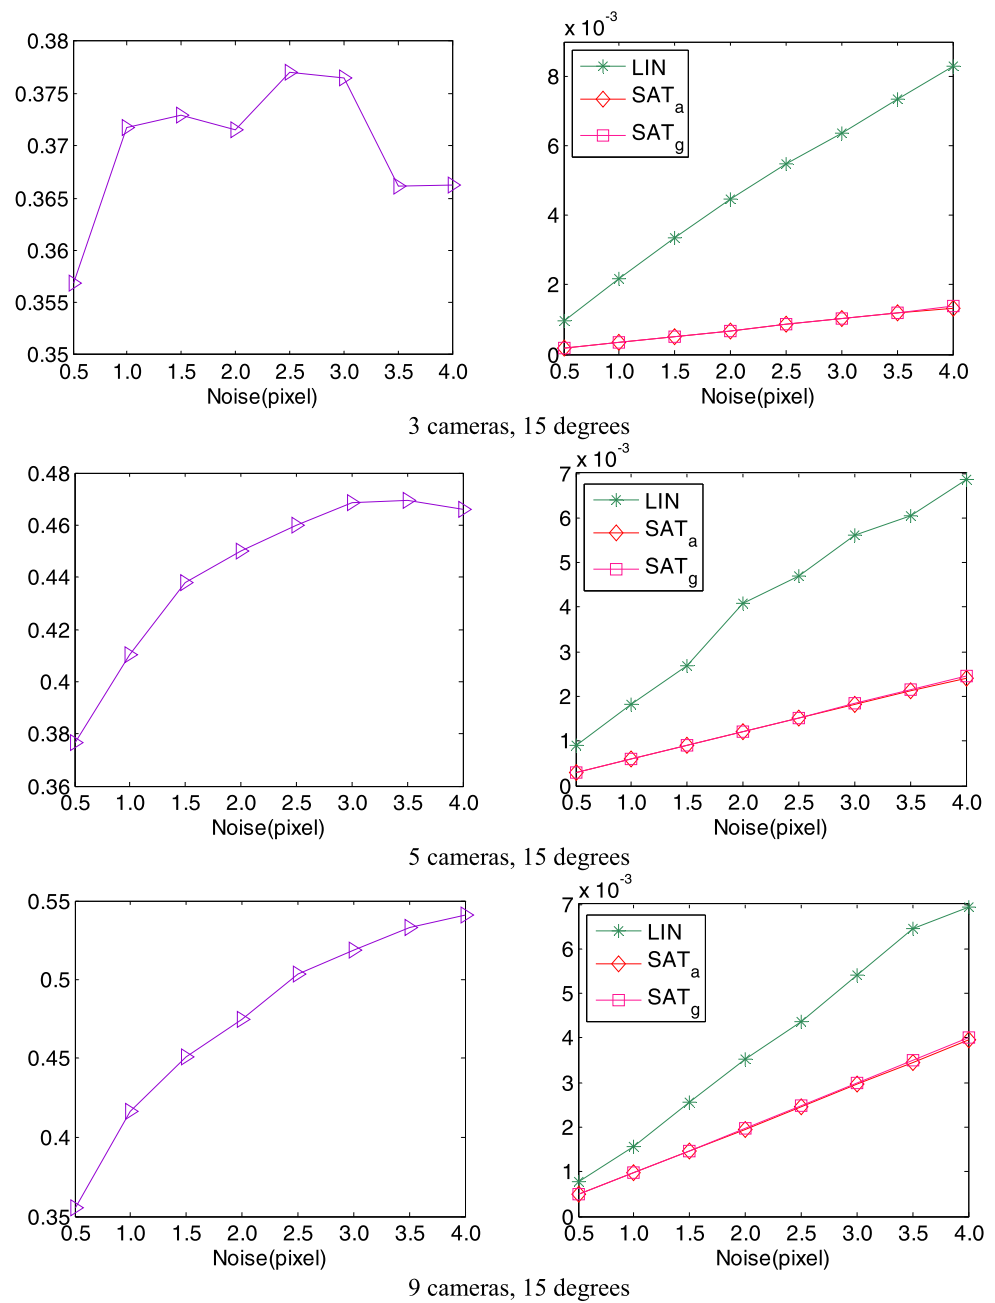 0.38
0.375
0.37
0.365
0.36
0.355
0.35
0.5 1.0 1.5 2.0 2.5 3.0 3.5 4.0
Noise(pixel)
x 10^-3
8
6
4
2
0
LIN
SAT_a
SAT_g
0.5 1.0 1.5 2.0 2.5 3.0 3.5 4.0
Noise(pixel)
3 cameras, 15 degrees
0.48
0.46
0.44
0.42
0.4
0.38
0.36
0.5 1.0 1.5 2.0 2.5 3.0 3.5 4.0
Noise(pixel)
x 10^-3
7
6
5
4
3
2
1
0
LIN
SAT_a
SAT_g
0.5 1.0 1.5 2.0 2.5 3.0 3.5 4.0
Noise(pixel)
5 cameras, 15 degrees
0.55
0.5
0.45
0.4
0.35
0.5 1.0 1.5 2.0 2.5 3.0 3.5 4.0
Noise(pixel)
x 10^-3
7
6
5
4
3
2
1
0
LIN
SAT_a
SAT_g
0.5 1.0 1.5 2.0 2.5 3.0 3.5 4.0
Noise(pixel)
9 cameras, 15 degrees